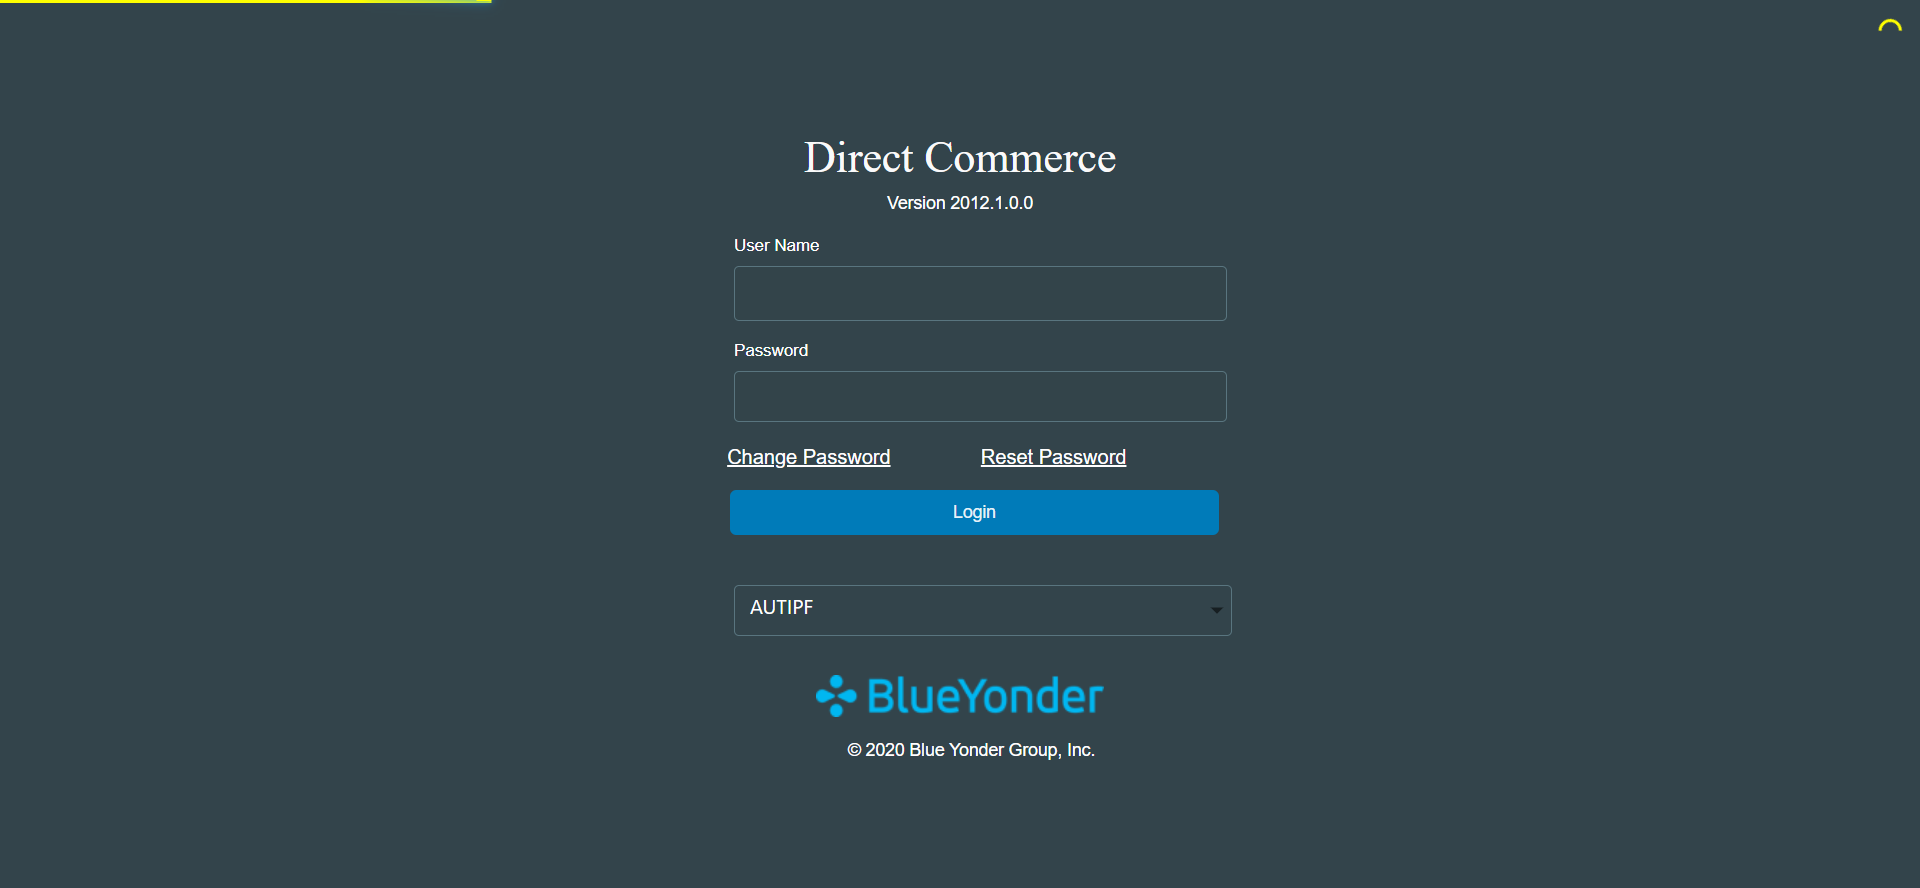 Direct Commerce
Version 2012.1.0.0
User Name
Password
Change Password Reset Password
Login
AUTIPF
BlueYonder
© 2020 Blue Yonder Group, Inc.